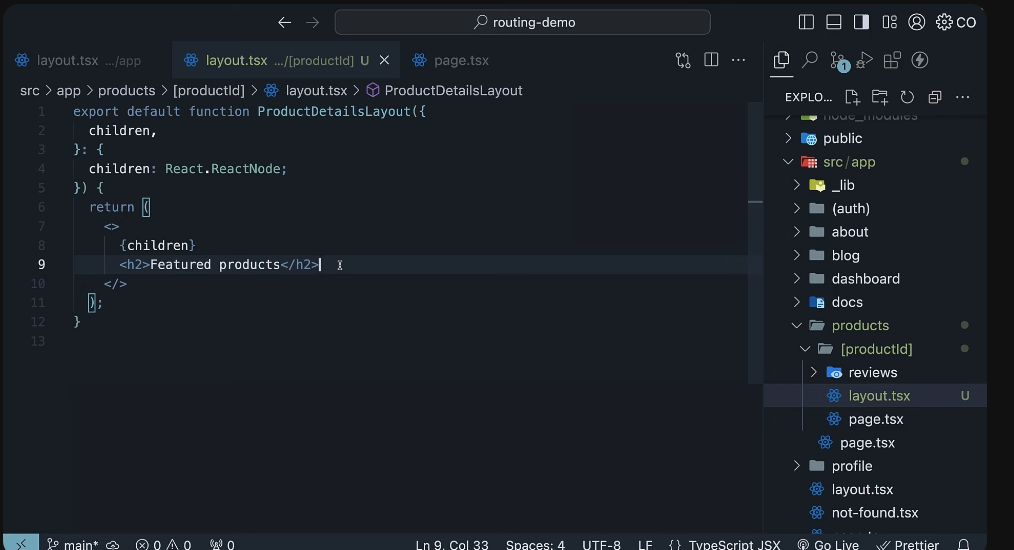 routing-demo
CO
layout.tsx .../app
layout.tsx .../[productId] U
page.tsx
1
src > app > products > [productId] > layout.tsx > ProductDetailsLayout
EXPLO...
1 export default function ProductDetailsLayout({
2 children,
3 }: {
4 children: React.ReactNode;
5 }) {
6 return (
7 <>
8 {children}
9 <h2>Featured products</h2>
10 </>
11 );
12 }
13
node_modules
public
src/app
_lib
(auth)
about
blog
dashboard
docs
products
[productId]
reviews
layout.tsx U
page.tsx
page.tsx
profile
layout.tsx
not-found.tsx
main* 0 0 0 Ln 9, Col 33 Spaces: 4 UTF-8 LF {} TypeScript JSX Go Live Prettier